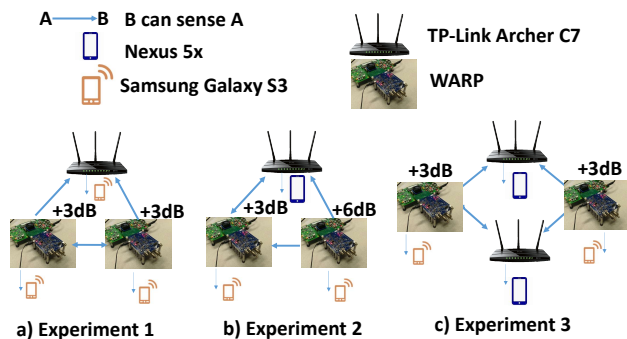 A B B can sense A
Nexus 5x
Samsung Galaxy S3
TP-Link Archer C7
WARP
+3dB +3dB
+3dB +6dB
+3dB +3dB
a) Experiment 1
b) Experiment 2
c) Experiment 3